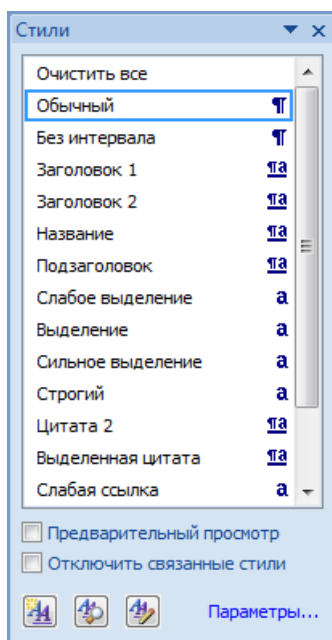 Стили
Очистить все
Обычный ¶
Без интервала ¶
Заголовок 1 ¶a
Заголовок 2 ¶a
Название ¶a
Подзаголовок ¶a
Слабое выделение a
Выделение a
Сильное выделение a
Строгий a
Цитата 2 ¶a
Выделенная цитата ¶a
Слабая ссылка a
Предварительный просмотр
Отключить связанные стили
Параметры...